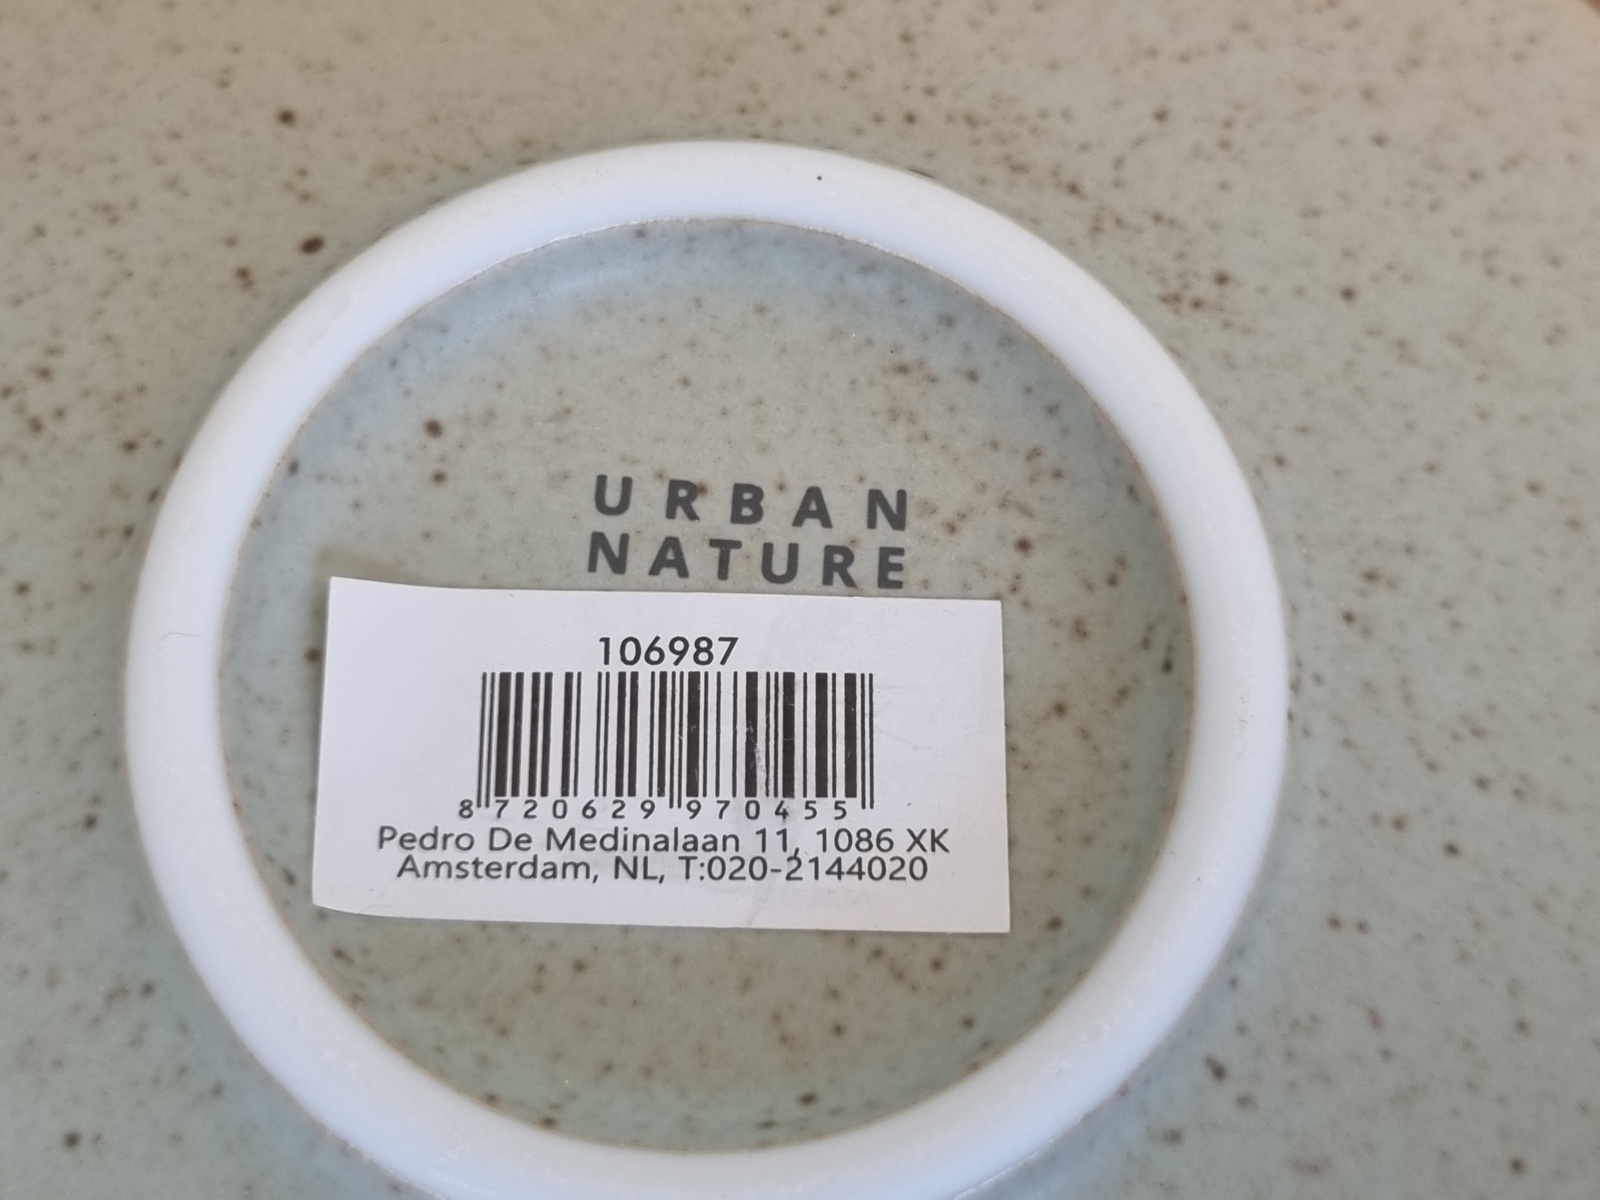 URBAN
NATURE
106987
8 720629 970455
Pedro De Medinalaan 11, 1086 XK
Amsterdam, NL, T:020-2144020